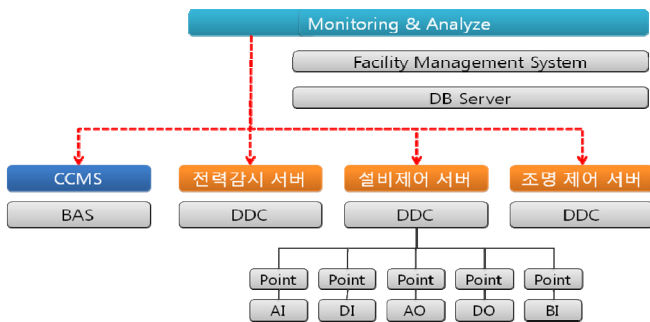 Monitoring & Analyze
Facility Management System
DB Server
CCMS 전력감시 서버 설비제어 서버 조명 제어 서버
BAS DDC DDC DDC
Point Point Point Point Point
AI DI AO DO BI